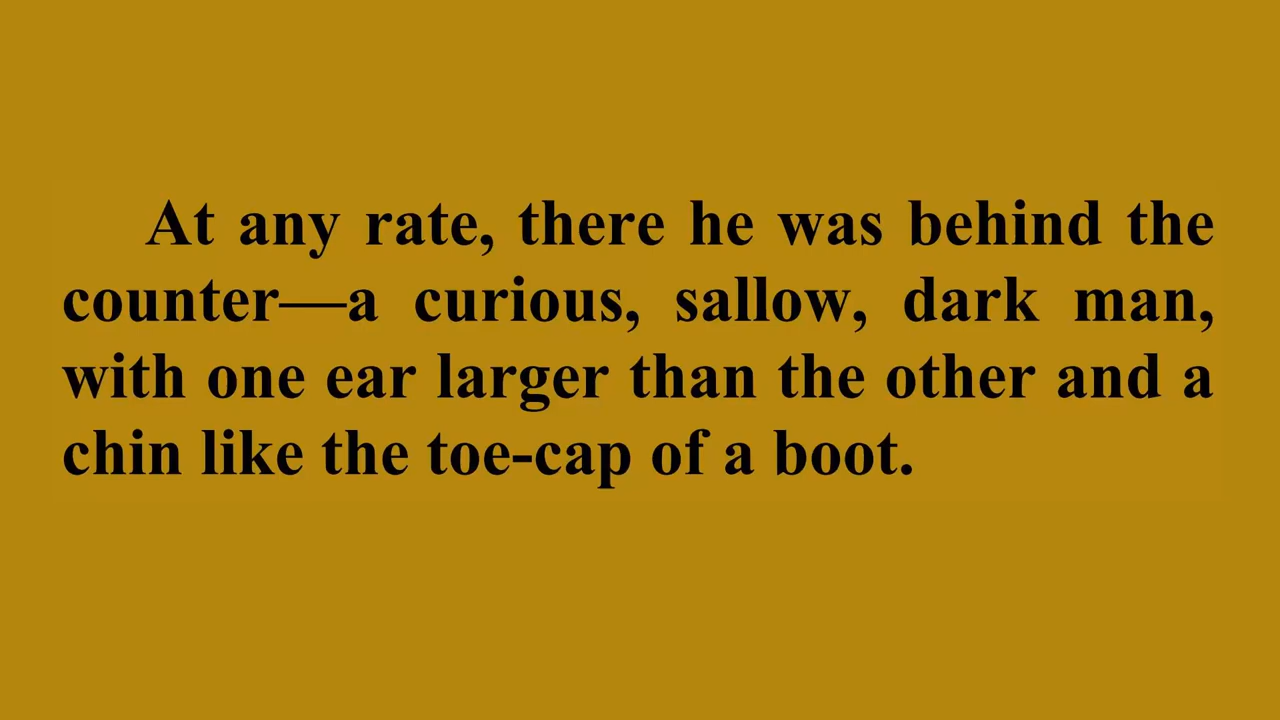 At any rate, there he was behind the
counter—a curious, sallow, dark man,
with one ear larger than the other and a
chin like the toe-cap of a boot.